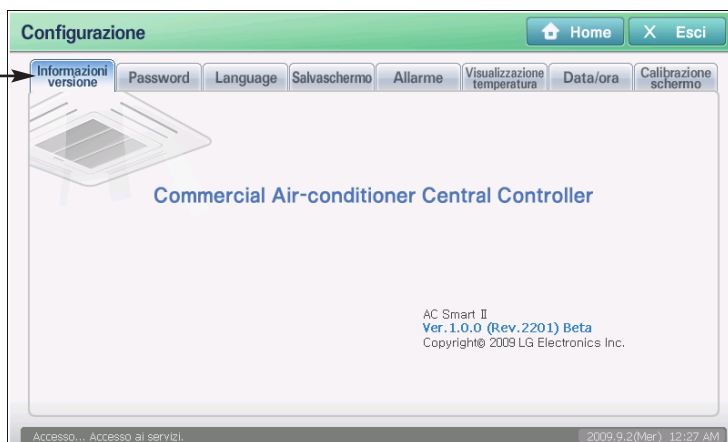 Configurazione
Home
X Esci
Informazioni
versione
Password
Language
Salvaschermo
Allarme
Visualizzazione
temperatura
Data/ora
Calibrazione
schermo
Commercial Air-conditioner Central Controller
AC Smart II
Ver.1.0.0 (Rev.2201) Beta
Copyright© 2009 LG Electronics Inc.
Accesso... Accesso ai servizi.
2009.9.2(Mer) 12:27 AM